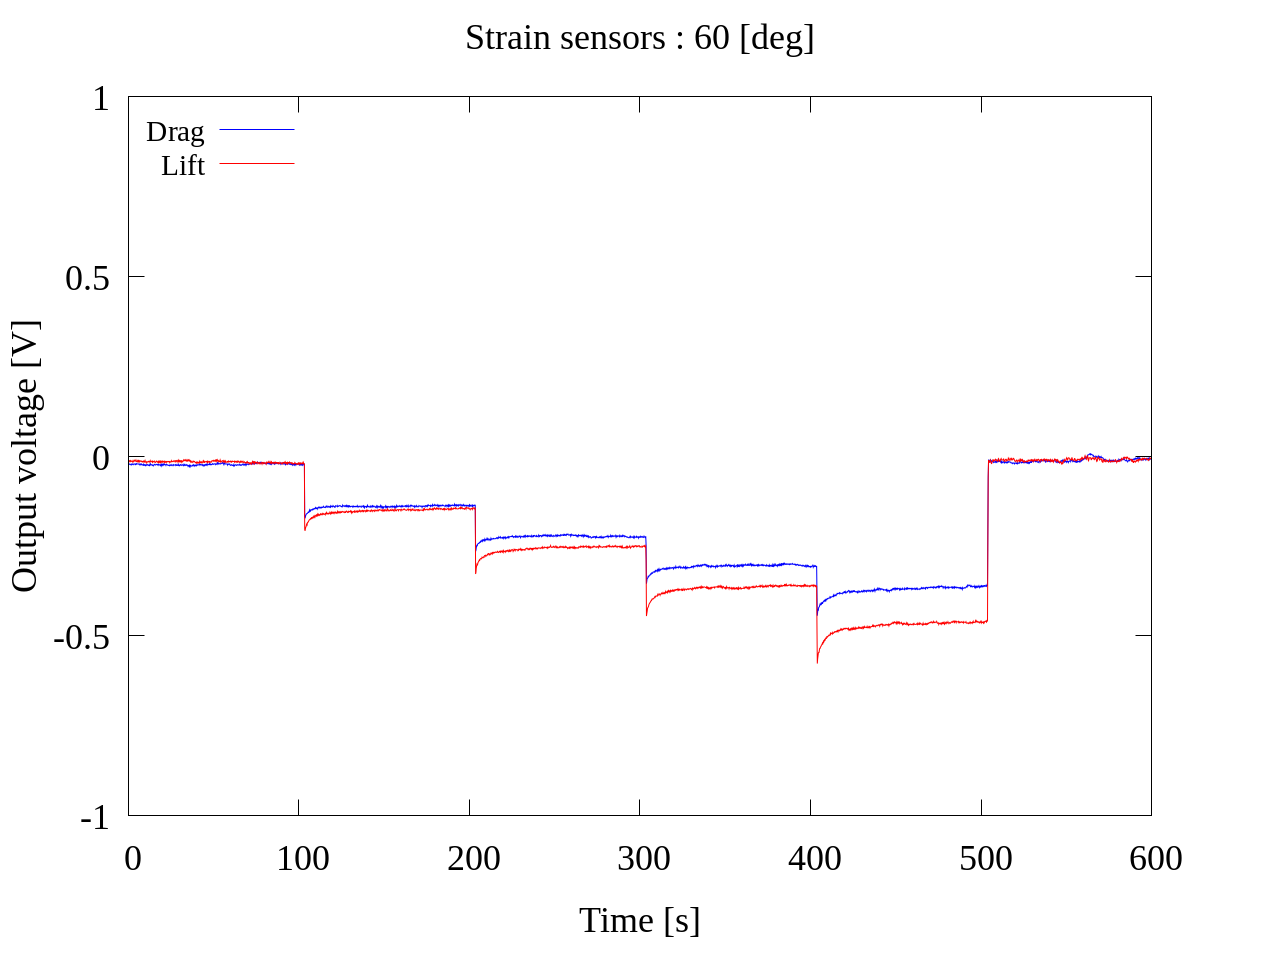 Strain sensors : 60 [deg]
1
0.5
0
-0.5
-1
Drag
Lift
Output voltage [V]
0 100 200 300 400 500 600
Time [s]